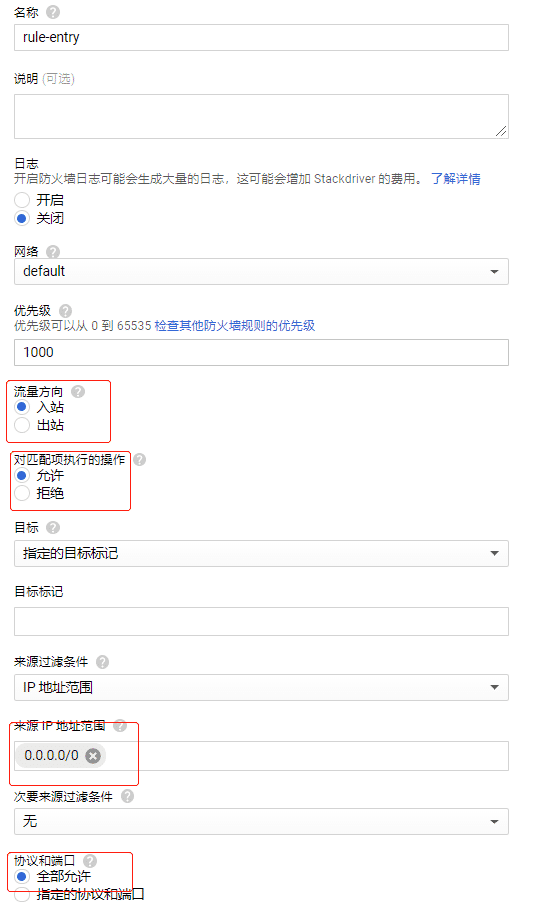 名称
rule-entry
说明 (可选)
日志
开启防火墙日志可能会生成大量的日志，这可能会增加 Stackdriver 的费用。 了解详情
开启
关闭
网络
default
优先级
优先级可以从 0 到 65535 检查其他防火墙规则的优先级
1000
流量方向
入站
出站
对匹配项执行的操作
允许
拒绝
目标
指定的目标标记
目标标记
来源过滤条件
IP 地址范围
来源 IP 地址范围
0.0.0.0/0
次要来源过滤条件
无
协议和端口
全部允许
指定的协议和端口